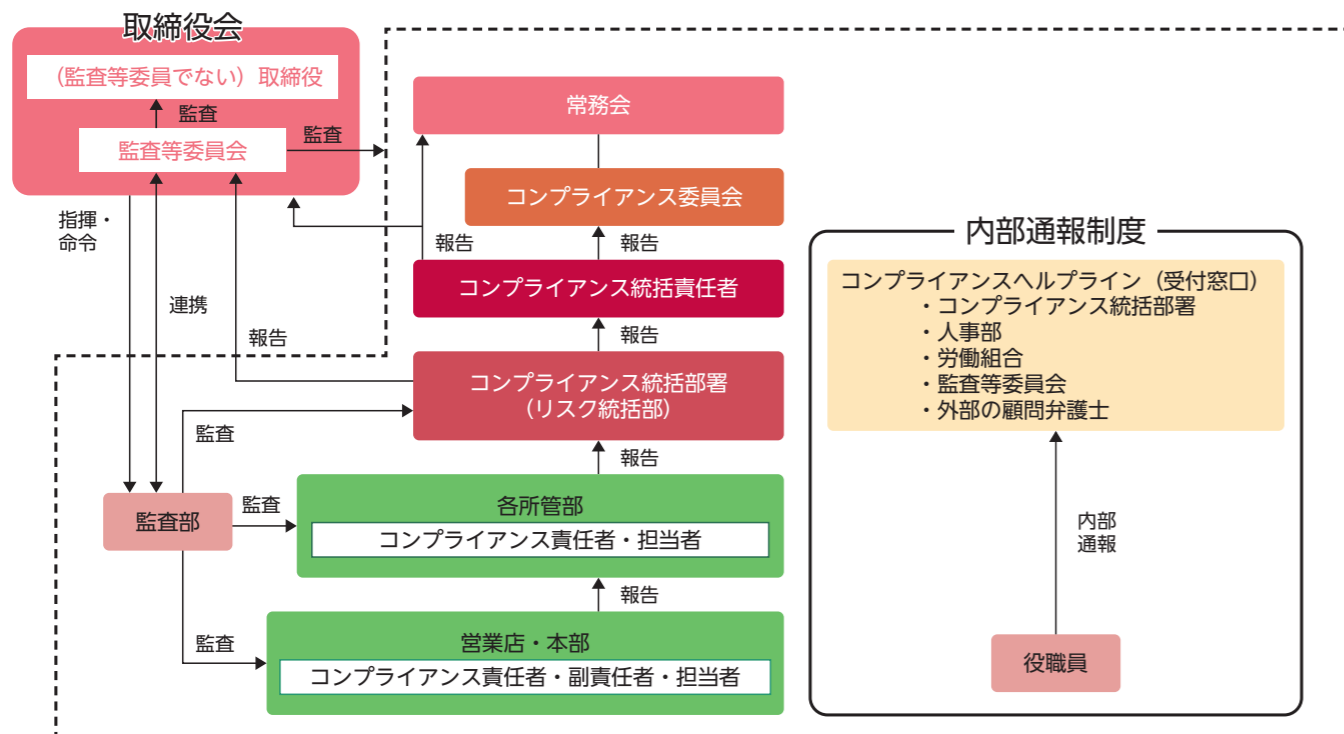 取締役会
（監査等委員でない）取締役
監査
監査等委員会
監査
常務会
コンプライアンス委員会
指揮・
命令
報告
報告
コンプライアンス統括責任者
連携
報告
報告
コンプライアンス統括部署
（リスク統括部）
監査
報告
監査部
監査
各所管部
コンプライアンス責任者・担当者
報告
監査
営業店・本部
コンプライアンス責任者・副責任者・担当者
内部通報制度
コンプライアンスヘルプライン（受付窓口）
・コンプライアンス統括部署
・人事部
・労働組合
・監査等委員会
・外部の顧問弁護士
内部
通報
役職員